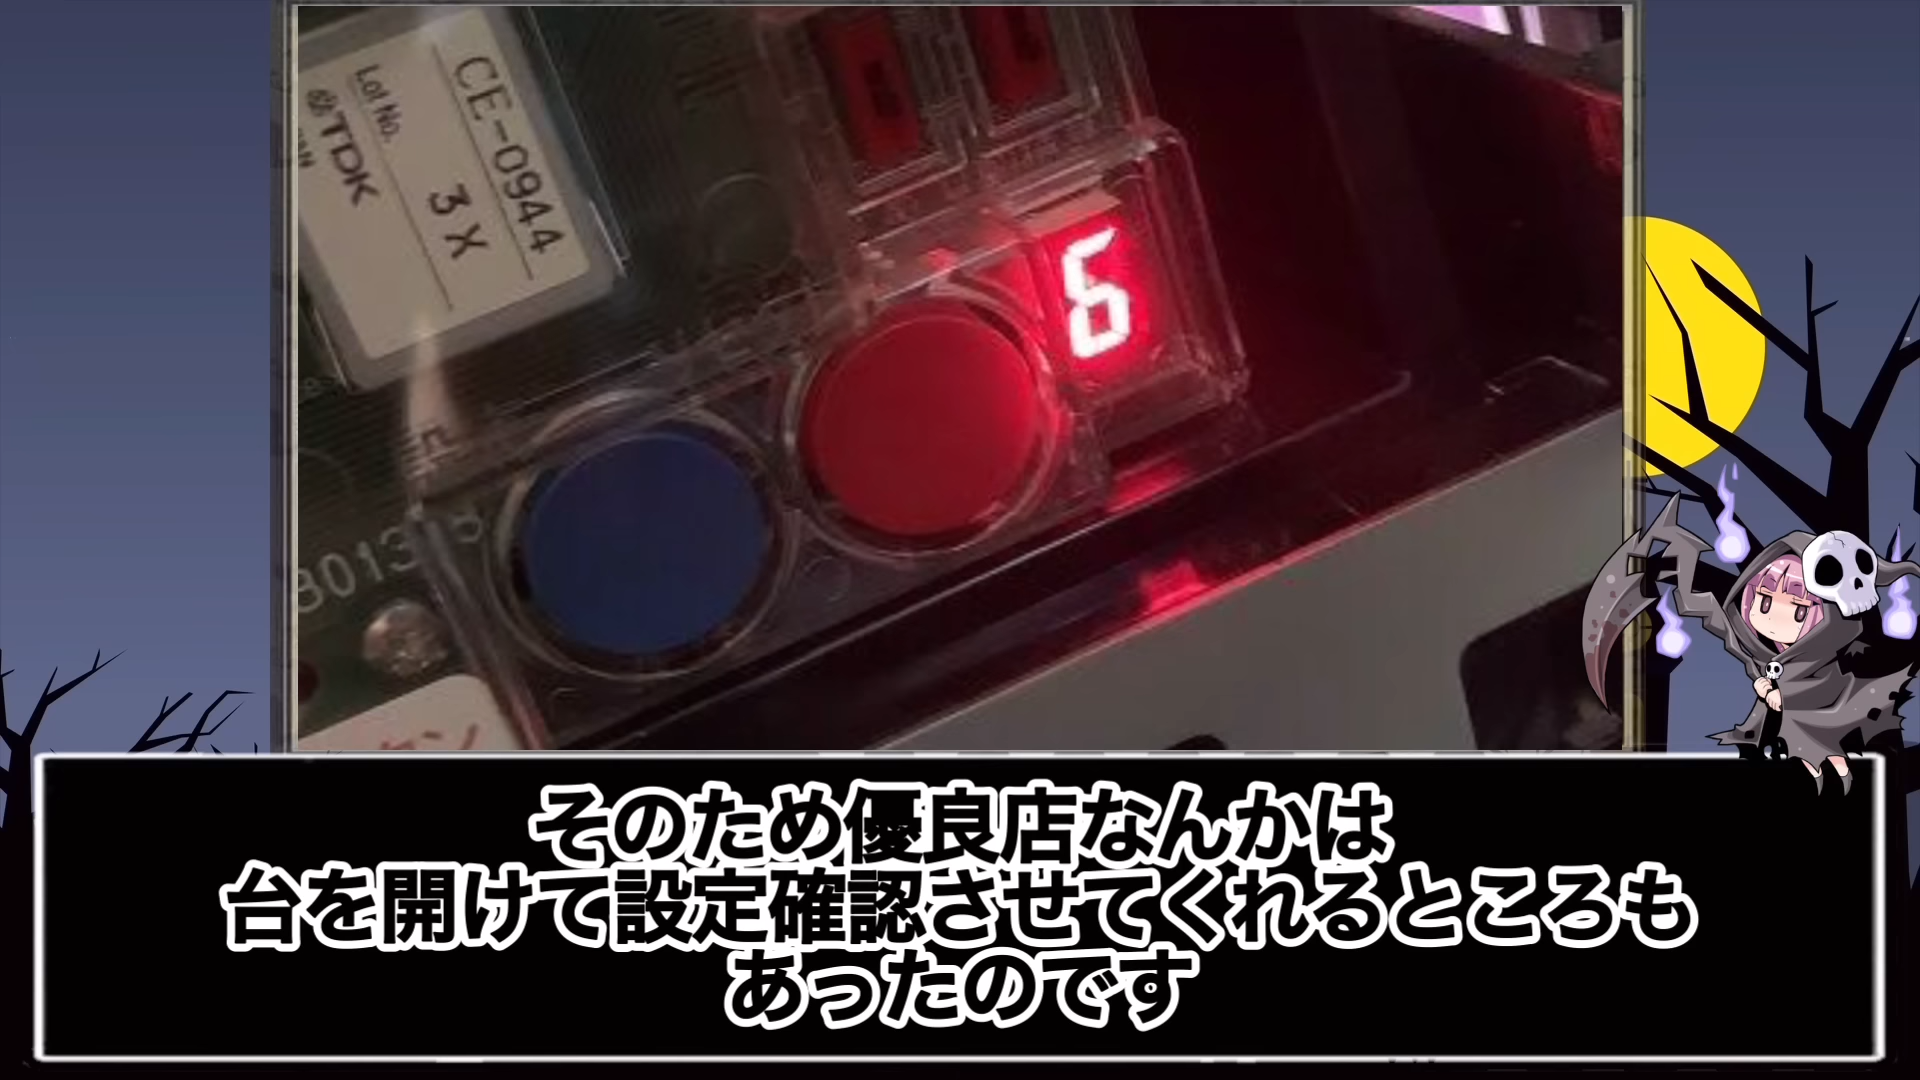 CE-0944
3X
Lot No.
TDK
6
そのため優良店なんかは
台を開けて設定確認させてくれるところも
あったのです